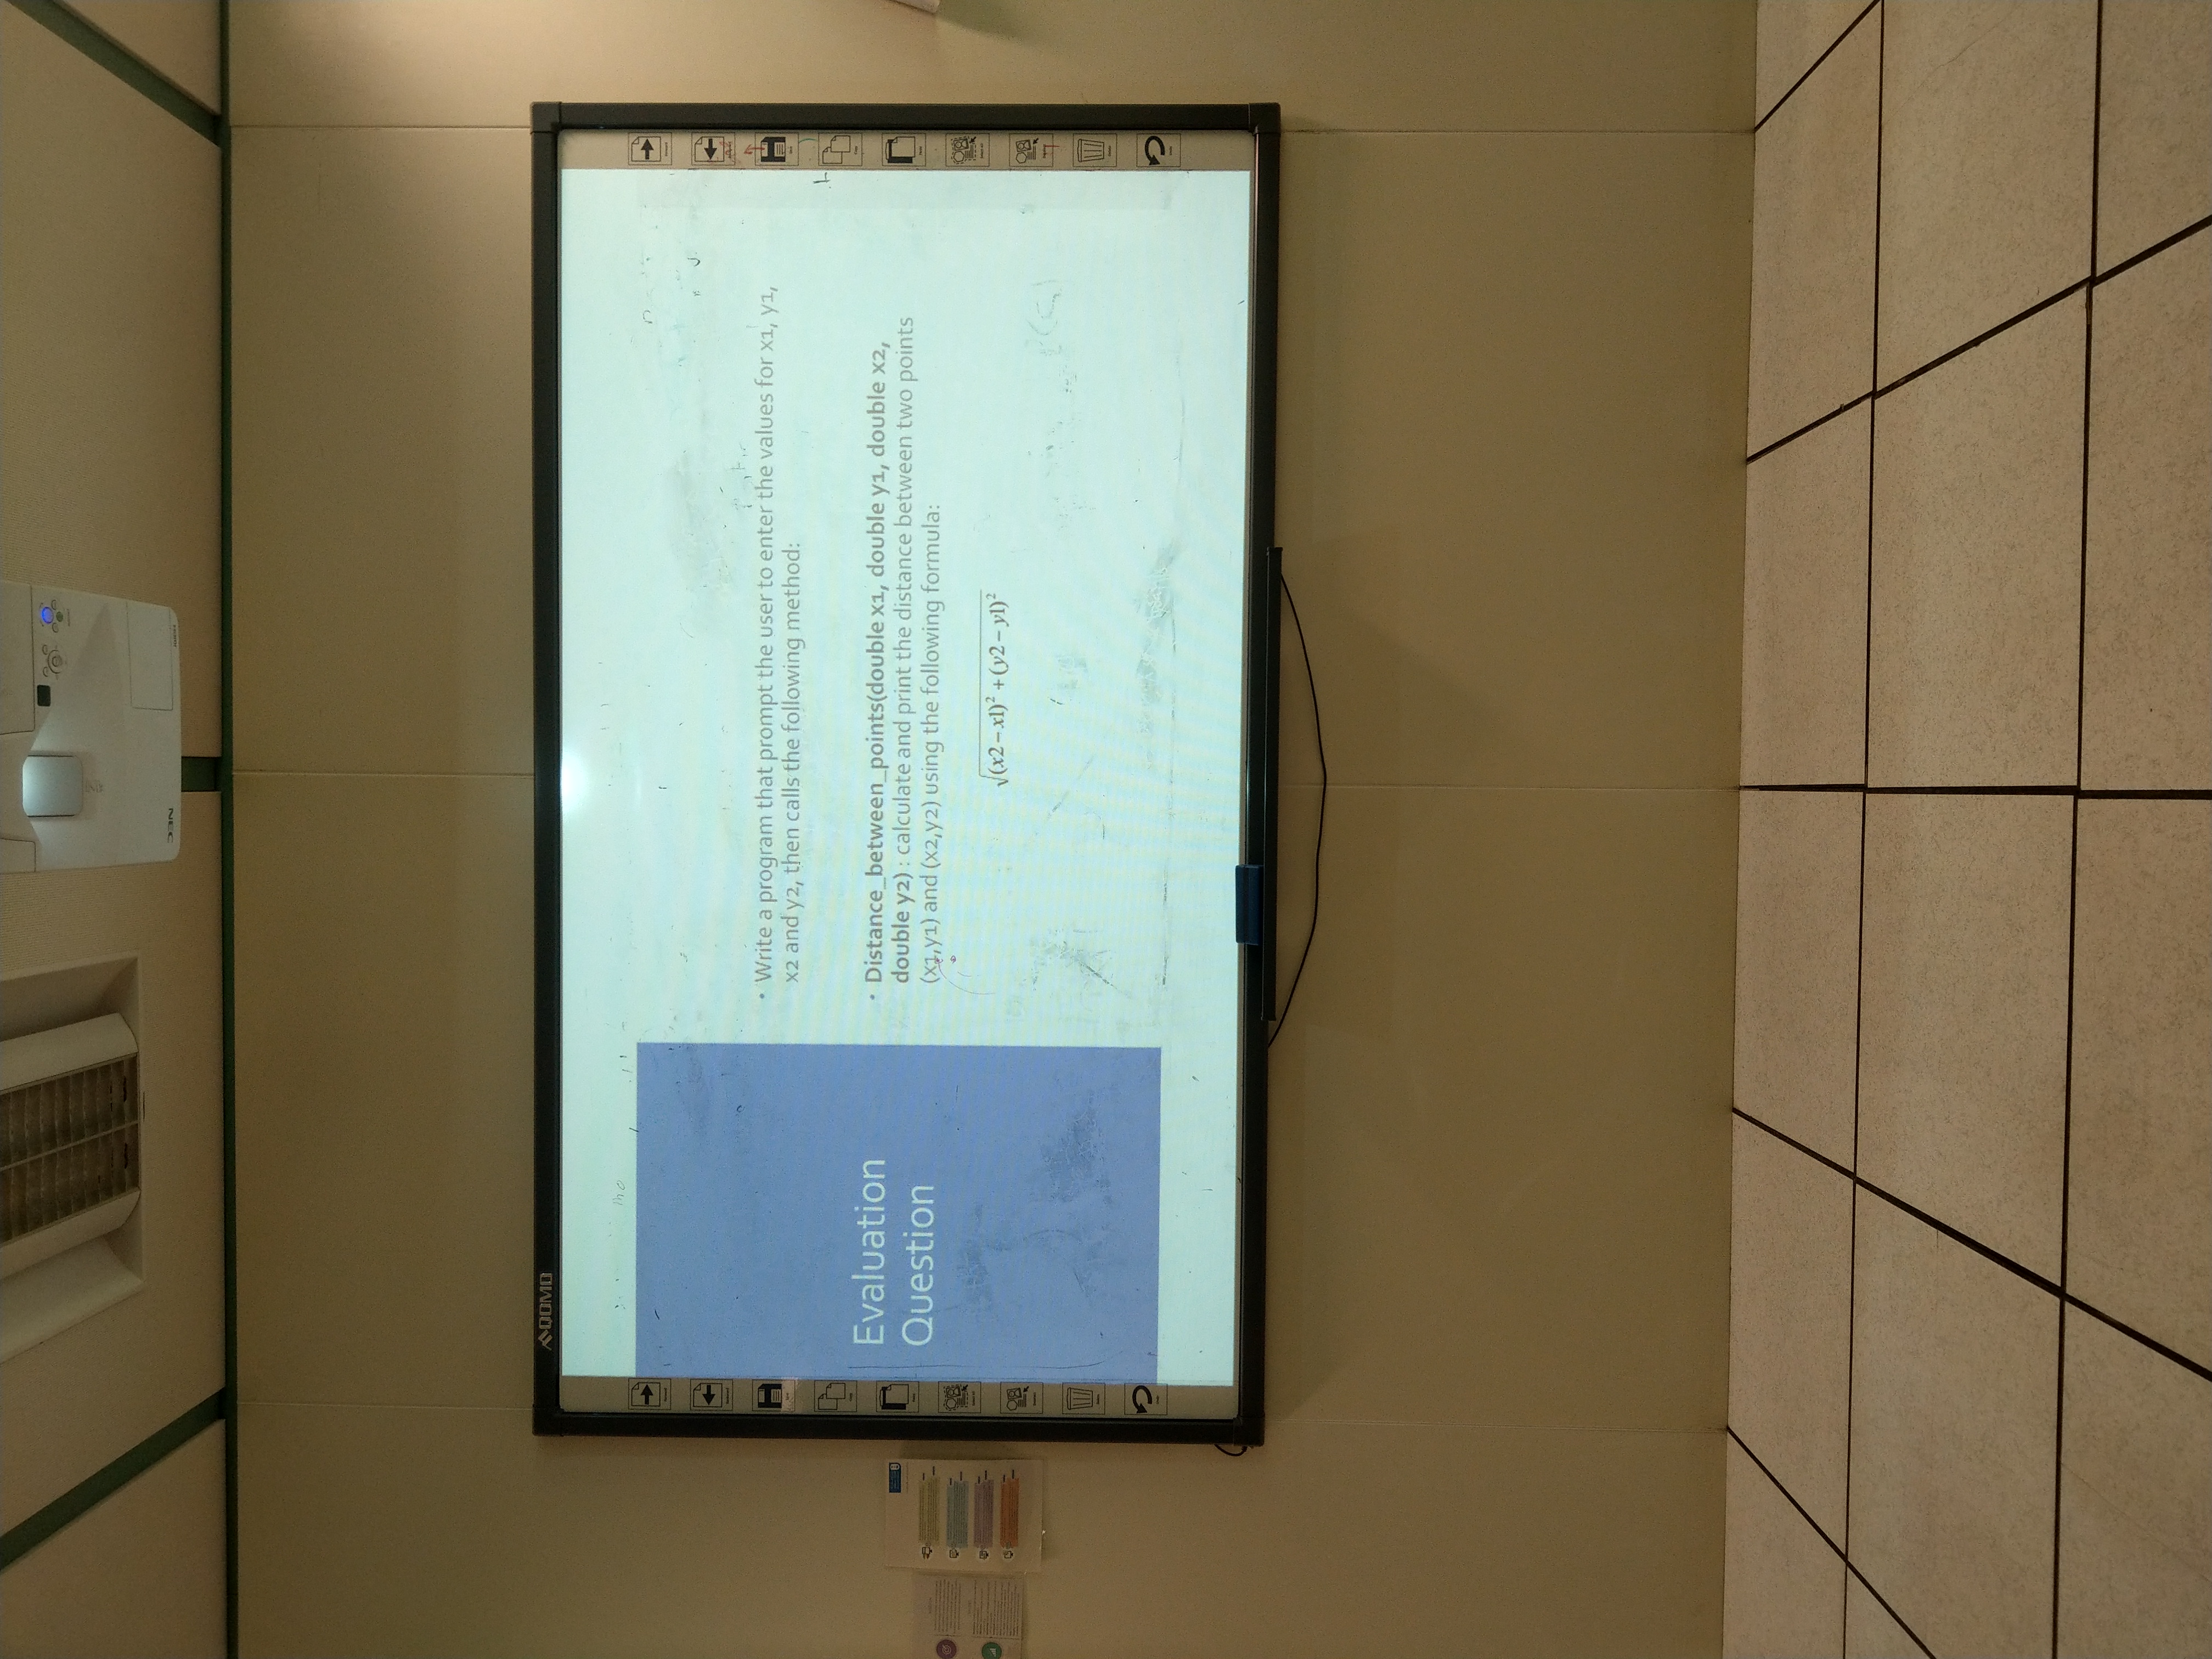 NEC
QOMO
Evaluation
Question
• Write a program that prompt the user to enter the values for x1, y1,
x2 and y2, then calls the following method:
• Distance_between_points(double x1, double y1, double x2,
double y2) : calculate and print the distance between two points
(x1,y1) and (x2,y2) using the following formula:
√(x2−x1)² + (y2−y1)²